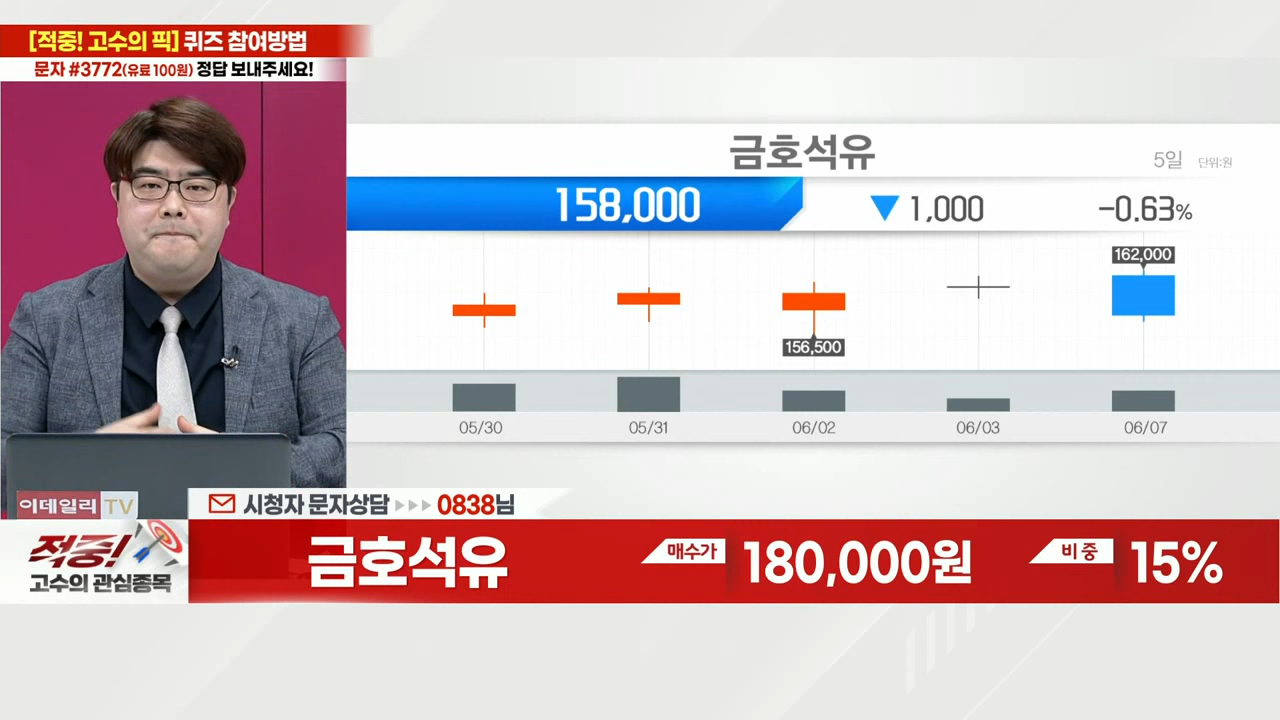 [적중! 고수의 픽] 퀴즈 참여방법
문자 #3772(유료 100원) 정답 보내주세요!
금호석유
5일 단위:원
158,000 ▼ 1,000 -0.63%
162,000
156,500
05/30 05/31 06/02 06/03 06/07
이데일리 TV
시청자 문자상담 ▷▷▷ 0838님
적중!
고수의 관심종목
금호석유 매수가 180,000원 비중 15%